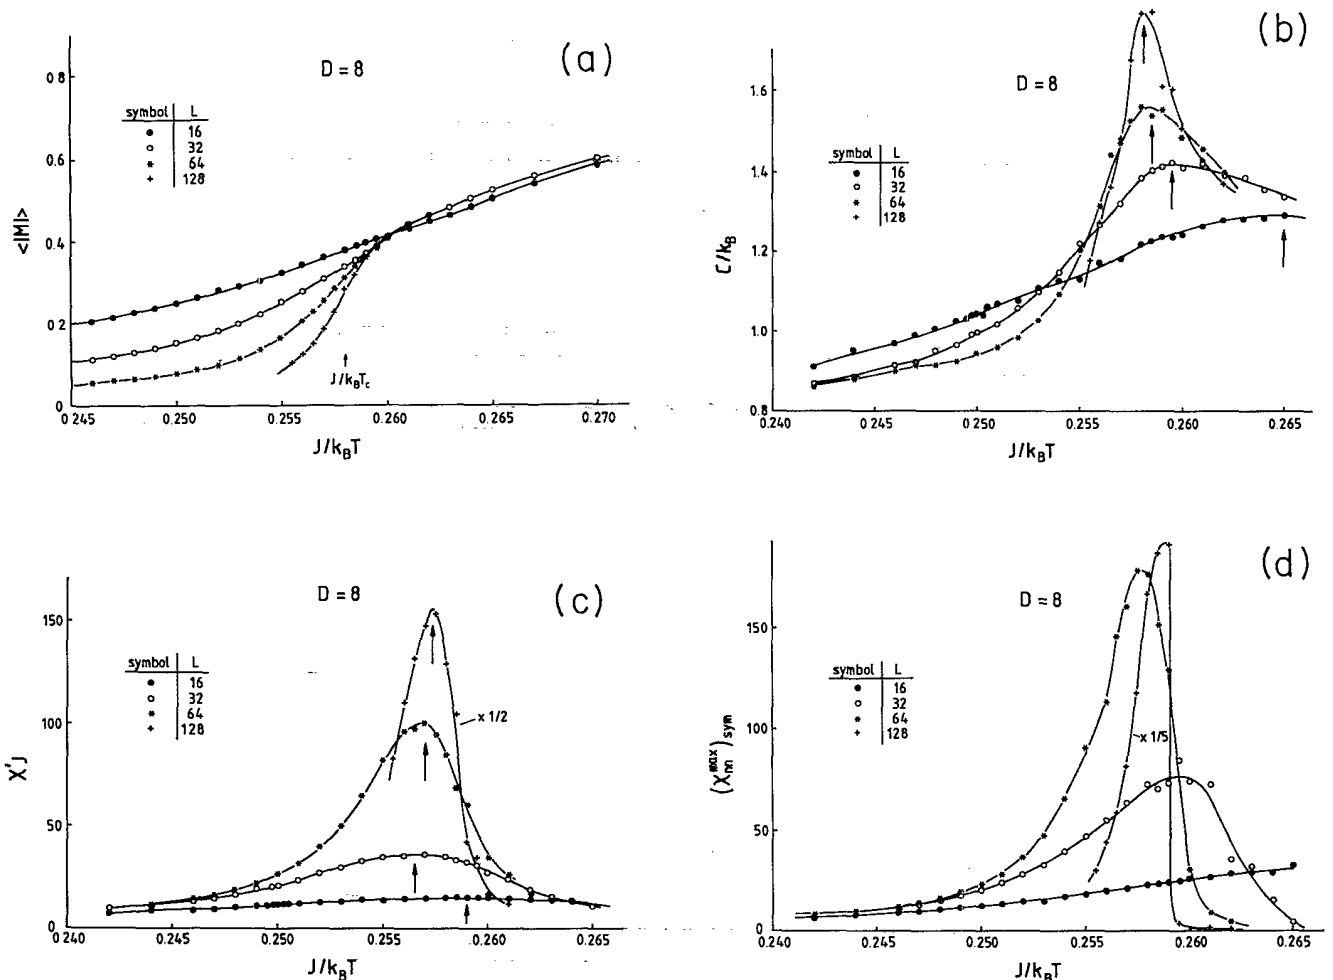 (a)
D = 8
symbol L
16
32
64
128
0.8
0.6
0.4
0.2
0
<|M|>
J/kBTc
0.245 0.250 0.255 0.260 0.265 0.270
J/kBT
(b)
D = 8
symbol L
16
32
64
128
1.6
1.4
1.2
1.0
0.8
C/kB
0.240 0.245 0.250 0.255 0.260 0.265
J/kBT
(c)
D = 8
symbol L
16
32
64
128
x 1/2
150
100
50
0
χ'J
0.240 0.245 0.250 0.255 0.260 0.265
J/kBT
(d)
D = 8
symbol L
16
32
64
128
x 1/5
150
100
50
0
(χnn^max)sym
0.240 0.245 0.250 0.255 0.260 0.265
J/kBT